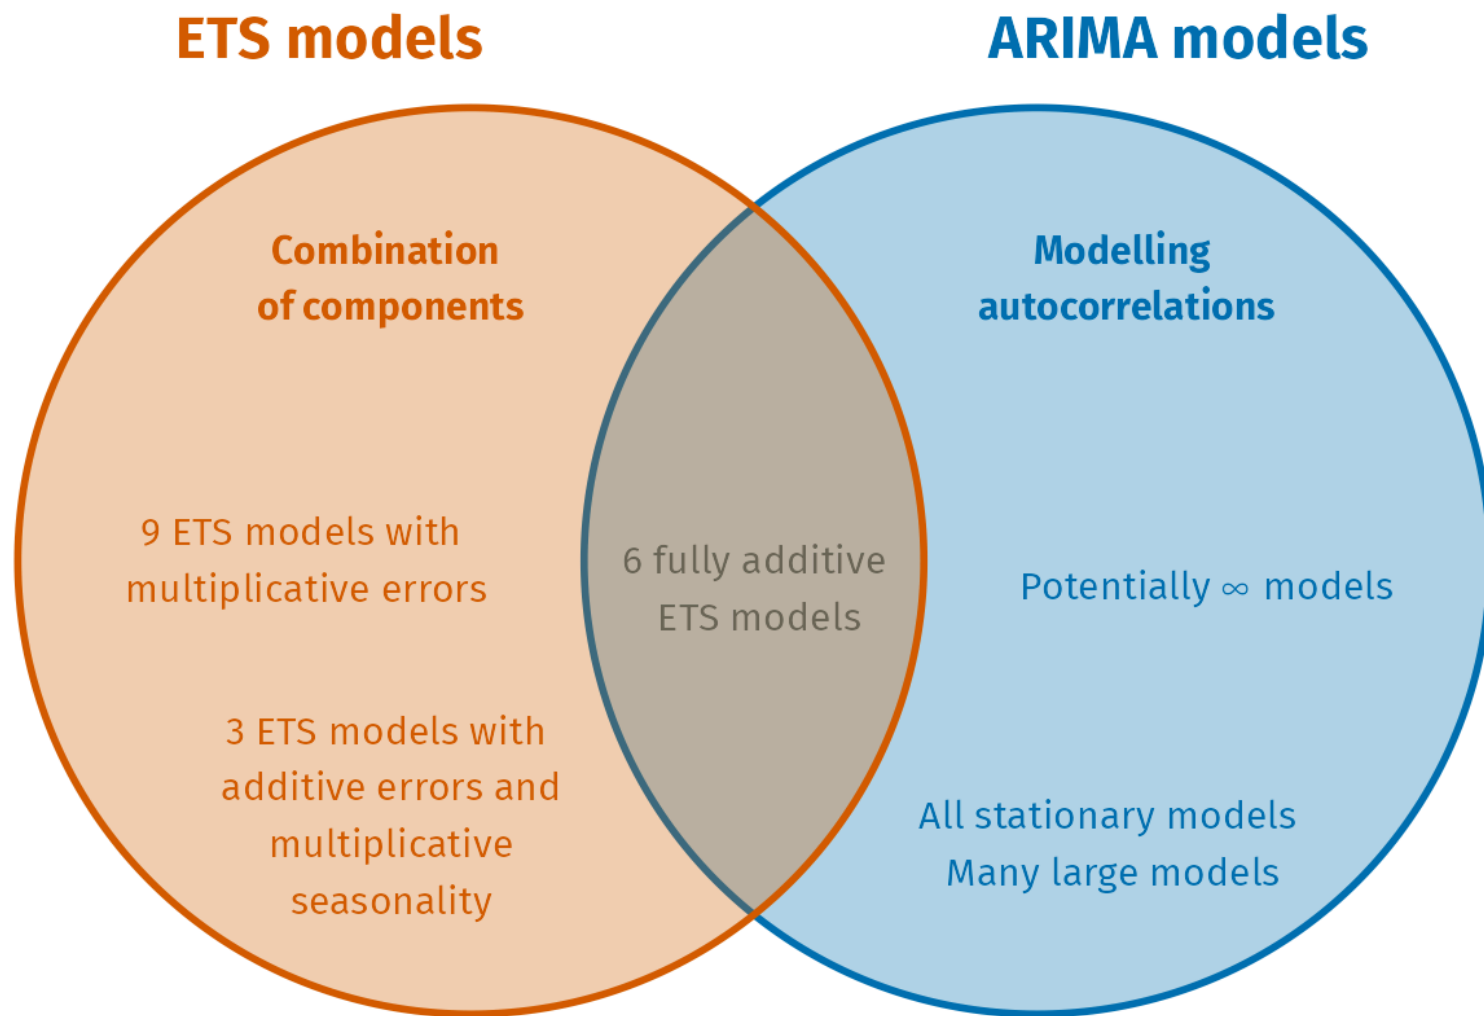 ETS models
ARIMA models
Combination
of components
Modelling
autocorrelations
9 ETS models with
multiplicative errors
6 fully additive
ETS models
Potentially ∞ models
3 ETS models with
additive errors and
multiplicative
seasonality
All stationary models
Many large models